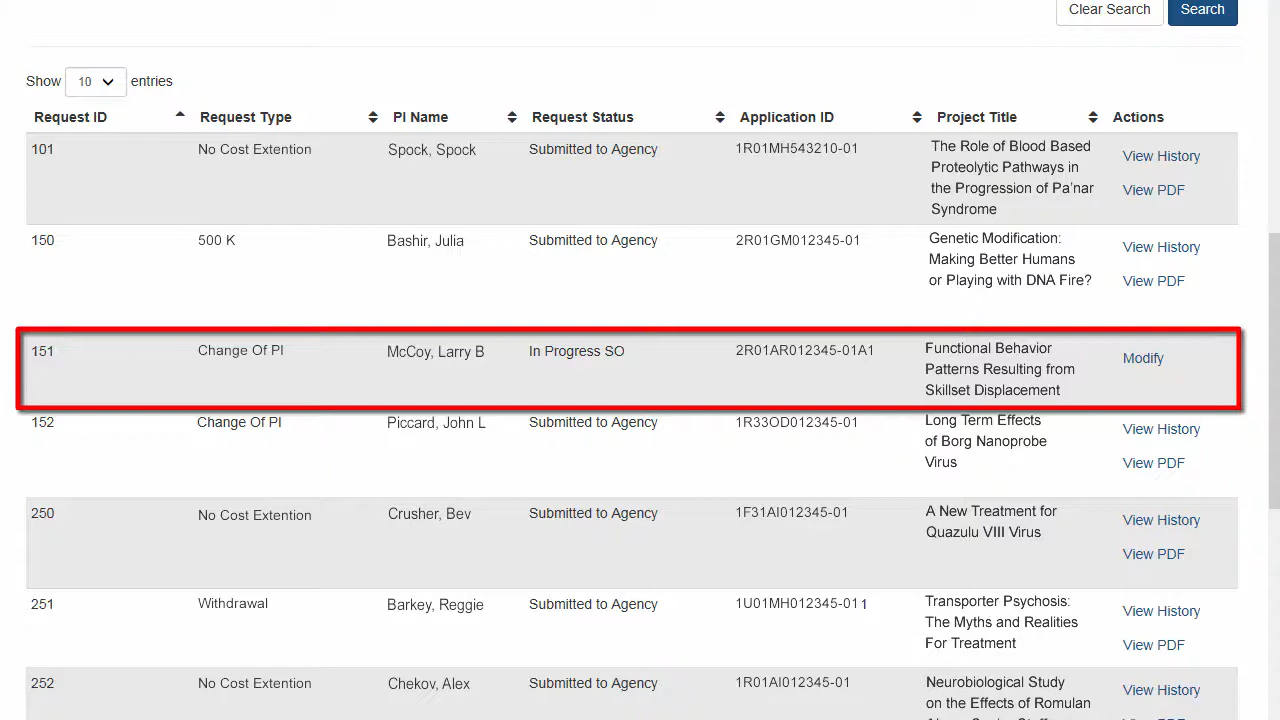 Clear Search Search
Show 10 entries
Request ID Request Type PI Name Request Status Application ID Project Title Actions
101 No Cost Extention Spock, Spock Submitted to Agency 1R01MH543210-01 The Role of Blood Based
Proteolytic Pathways in
the Progression of Pa'nar
Syndrome
View History
View PDF
150 500 K Bashir, Julia Submitted to Agency 2R01GM012345-01 Genetic Modification:
Making Better Humans
or Playing with DNA Fire?
View History
View PDF
151 Change Of PI McCoy, Larry B In Progress SO 2R01AR012345-01A1 Functional Behavior
Patterns Resulting from
Skillset Displacement
Modify
152 Change Of PI Piccard, John L Submitted to Agency 1R33OD012345-01 Long Term Effects
of Borg Nanoprobe
Virus
View History
View PDF
250 No Cost Extention Crusher, Bev Submitted to Agency 1F31AI012345-01 A New Treatment for
Quazulu VIII Virus
View History
View PDF
251 Withdrawal Barkey, Reggie Submitted to Agency 1U01MH012345-011 Transporter Psychosis:
The Myths and Realities
For Treatment
View History
View PDF
252 No Cost Extention Chekov, Alex Submitted to Agency 1R01AI012345-01 Neurobiological Study
on the Effects of Romulan
View History